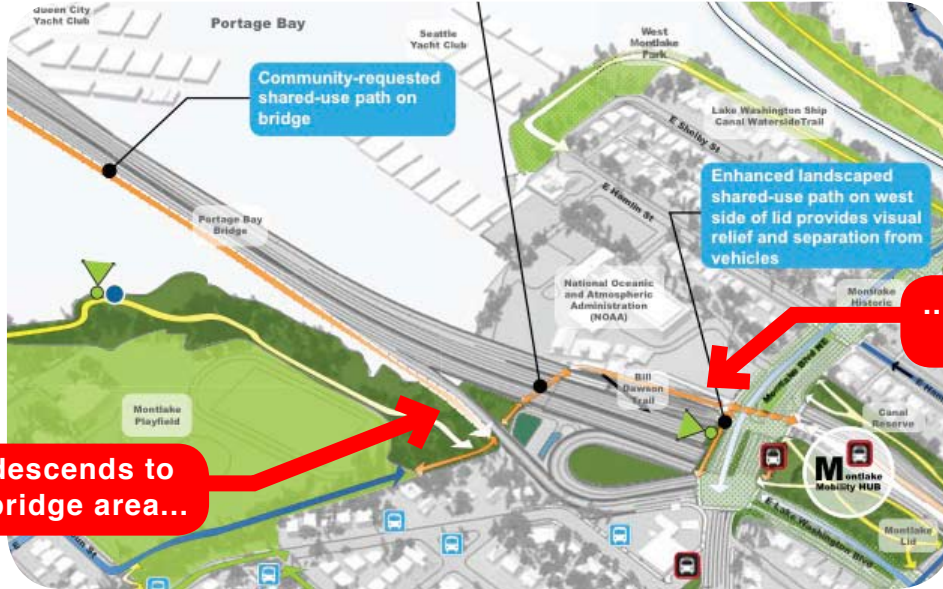 Queen City
Yacht Club
Portage Bay
Seattle
Yacht Club
West
Montlake
Park
Community-requested
shared-use path on
bridge
Lake Washington Ship
Canal WatersideTrail
E Shelby St
E Hamlin St
Enhanced landscaped
shared-use path on west
side of lid provides visual
relief and separation from
vehicles
Portage Bay
Bridge
National Oceanic
and Atmospheric
Administration
(NOAA)
Montlake
Historic
..
Montlake Blvd NE
Bill
Dawson
Trail
Montlake
Playfield
Canal
Reserve
descends to
bridge area...
Montlake
Mobility HUB
E Lake Washington Blvd
Montlake
Lid